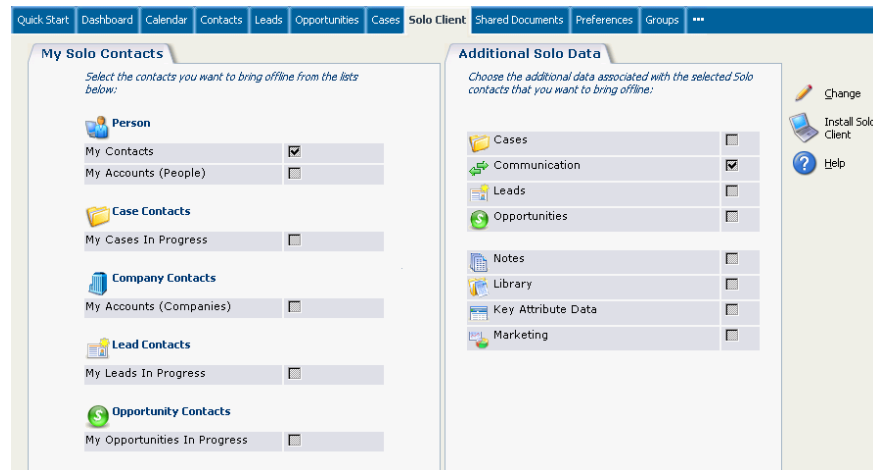 Quick Start Dashboard Calendar Contacts Leads Opportunities Cases Solo Client Shared Documents Preferences Groups •••
My Solo Contacts
Select the contacts you want to bring offline from the lists
below:
Person
My Contacts
My Accounts (People)
Case Contacts
My Cases In Progress
Company Contacts
My Accounts (Companies)
Lead Contacts
My Leads In Progress
Opportunity Contacts
My Opportunities In Progress
Additional Solo Data
Choose the additional data associated with the selected Solo
contacts that you want to bring offline:
Cases
Communication
Leads
Opportunities
Notes
Library
Key Attribute Data
Marketing
Change
Install Solo
Client
Help